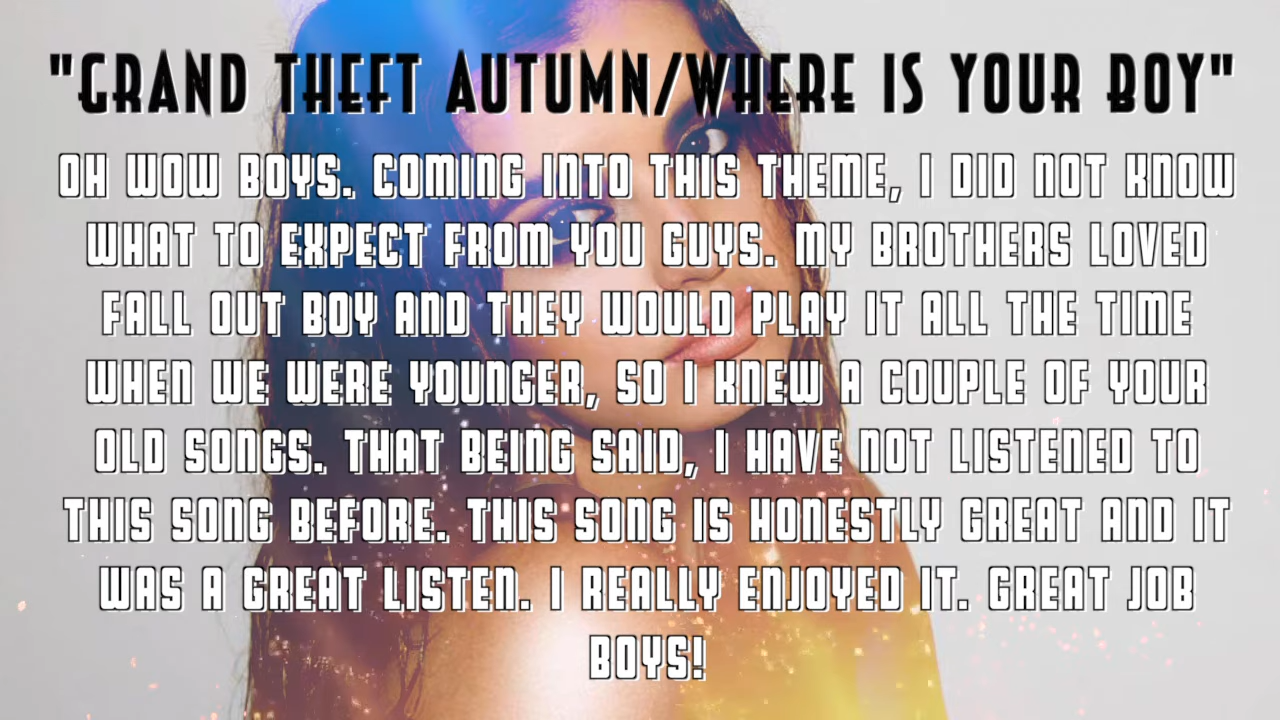 "GRAND THEFT AUTUMN/WHERE IS YOUR BOY"
OH WOW BOYS. COMING INTO THIS THEME, I DID NOT KNOW
WHAT TO EXPECT FROM YOU GUYS. MY BROTHERS LOVED
FALL OUT BOY AND THEY WOULD PLAY IT ALL THE TIME
WHEN WE WERE YOUNGER, SO I KNEW A COUPLE OF YOUR
OLD SONGS. THAT BEING SAID, I HAVE NOT LISTENED TO
THIS SONG BEFORE. THIS SONG IS HONESTLY GREAT AND IT
WAS A GREAT LISTEN. I REALLY ENJOYED IT. GREAT JOB
BOYS!